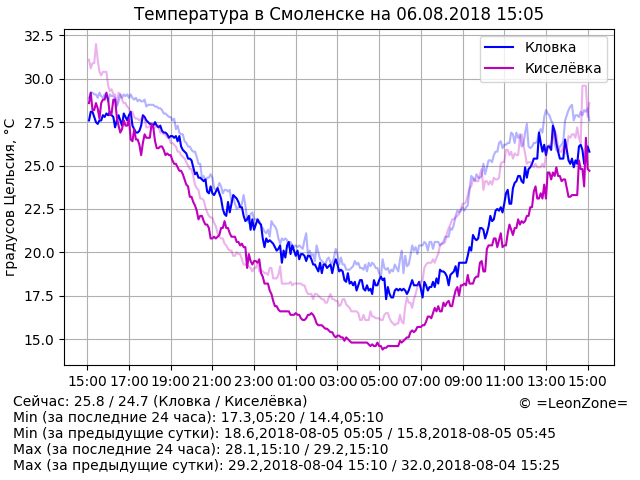 Температура в Смоленске на 06.08.2018 15:05
Кловка
Киселёвка
градусов Цельсия, °C
32.5
30.0
27.5
25.0
22.5
20.0
17.5
15.0
15:00 17:00 19:00 21:00 23:00 01:00 03:00 05:00 07:00 09:00 11:00 13:00 15:00
Сейчас: 25.8 / 24.7 (Кловка / Киселёвка)
© =LeonZone=
Min (за последние 24 часа): 17.3,05:20 / 14.4,05:10
Min (за предыдущие сутки): 18.6,2018-08-05 05:05 / 15.8,2018-08-05 05:45
Max (за последние 24 часа): 28.1,15:10 / 29.2,15:10
Max (за предыдущие сутки): 29.2,2018-08-04 15:10 / 32.0,2018-08-04 15:25